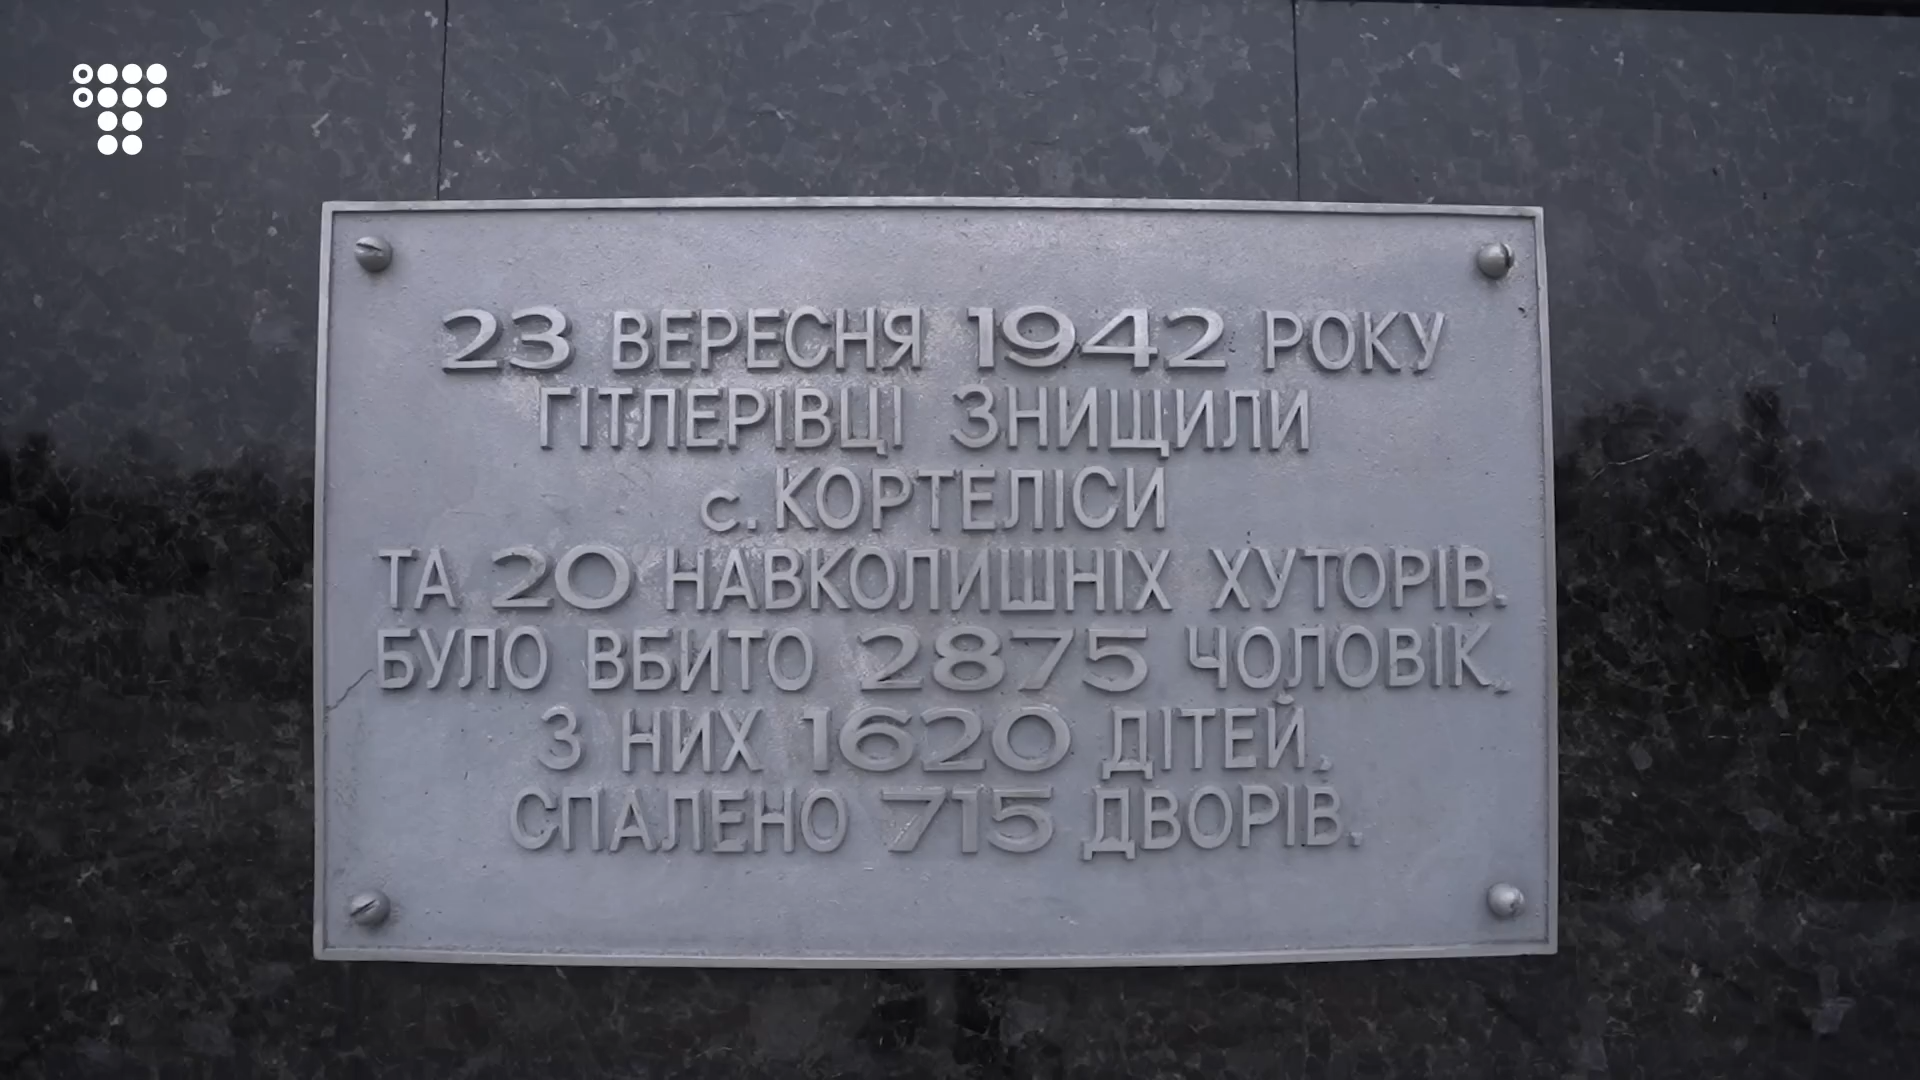 23 ВЕРЕСНЯ 1942 РОКУ
ГІТЛЕРІВЦІ ЗНИЩИЛИ
с. КОРТЕЛІСИ
ТА 20 НАВКОЛИШНІХ ХУТОРІВ.
БУЛО ВБИТО 2875 ЧОЛОВІК,
З НИХ 1620 ДІТЕЙ,
СПАЛЕНО 715 ДВОРІВ.